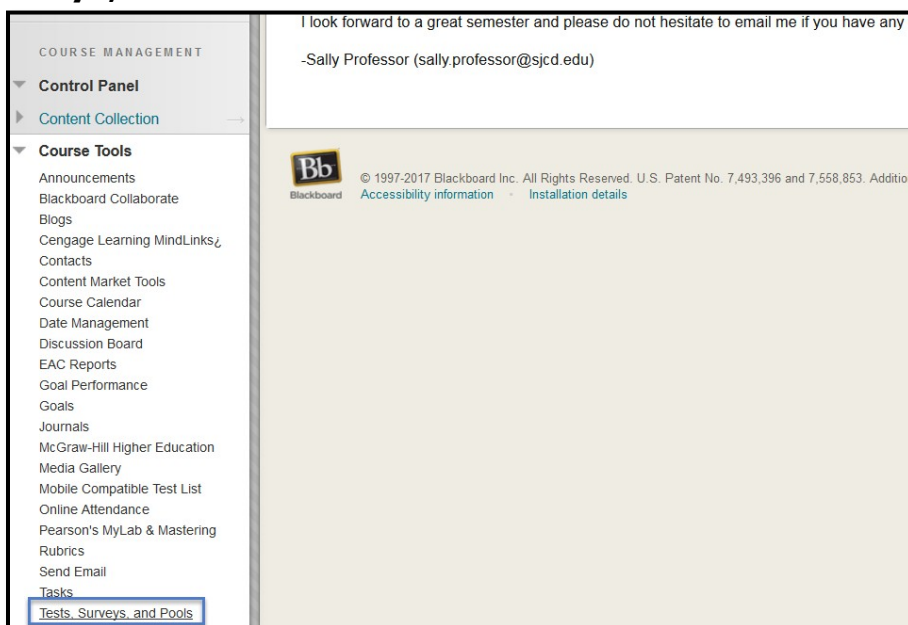 COURSE MANAGEMENT
Control Panel
Content Collection
Course Tools
Announcements
Blackboard Collaborate
Blogs
Cengage Learning MindLinks¿
Contacts
Content Market Tools
Course Calendar
Date Management
Discussion Board
EAC Reports
Goal Performance
Goals
Journals
McGraw-Hill Higher Education
Media Gallery
Mobile Compatible Test List
Online Attendance
Pearson's MyLab & Mastering
Rubrics
Send Email
Tasks
Tests, Surveys, and Pools
I look forward to a great semester and please do not hesitate to email me if you have any
-Sally Professor (sally.professor@sjcd.edu)
Bb
Blackboard
© 1997-2017 Blackboard Inc. All Rights Reserved. U.S. Patent No. 7,493,396 and 7,558,853. Additio
Accessibility information · Installation details